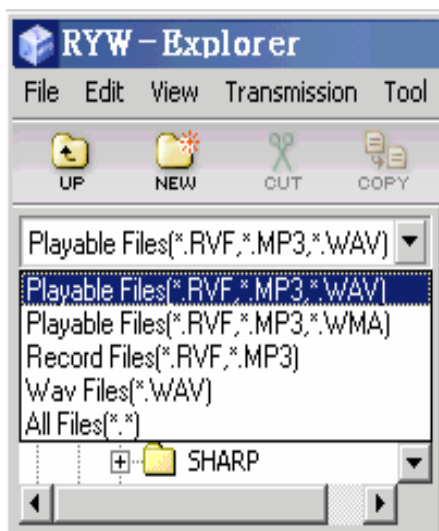 RYW-Explorer
File Edit View Transmission Tool
UP NEW CUT COPY
Playable Files(*.RVF,*.MP3,*.WAV)
Playable Files(*.RVF,*.MP3,*.WAV)
Playable Files(*.RVF,*.MP3,*.WMA)
Record Files(*.RVF,*.MP3)
Wav Files(*.WAV)
All Files(*.*)
SHARP